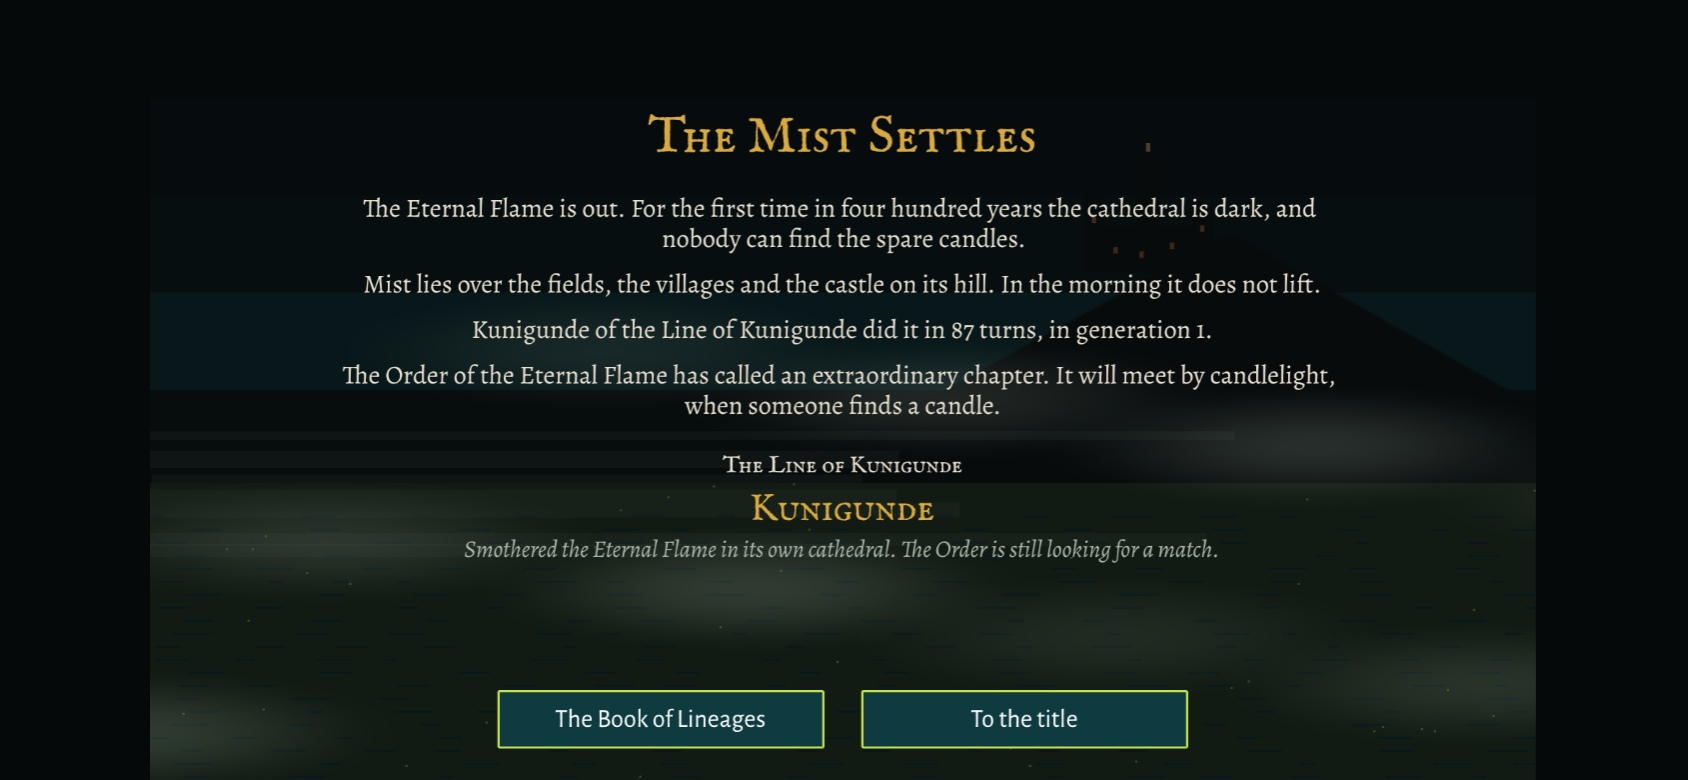 The Mist Settles
The Eternal Flame is out. For the first time in four hundred years the cathedral is dark, and
nobody can find the spare candles.
Mist lies over the fields, the villages and the castle on its hill. In the morning it does not lift.
Kunigunde of the Line of Kunigunde did it in 87 turns, in generation 1.
The Order of the Eternal Flame has called an extraordinary chapter. It will meet by candlelight,
when someone finds a candle.
The Line of Kunigunde
Kunigunde
Smothered the Eternal Flame in its own cathedral. The Order is still looking for a match.
The Book of Lineages
To the title